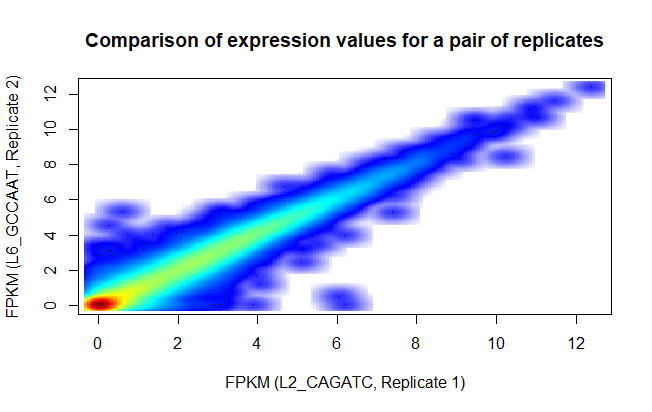 Comparison of expression values for a pair of replicates
FPKM (L6_GCCAAT, Replicate 2)
12
10
8
6
4
2
0
0 2 4 6 8 10 12
FPKM (L2_CAGATC, Replicate 1)